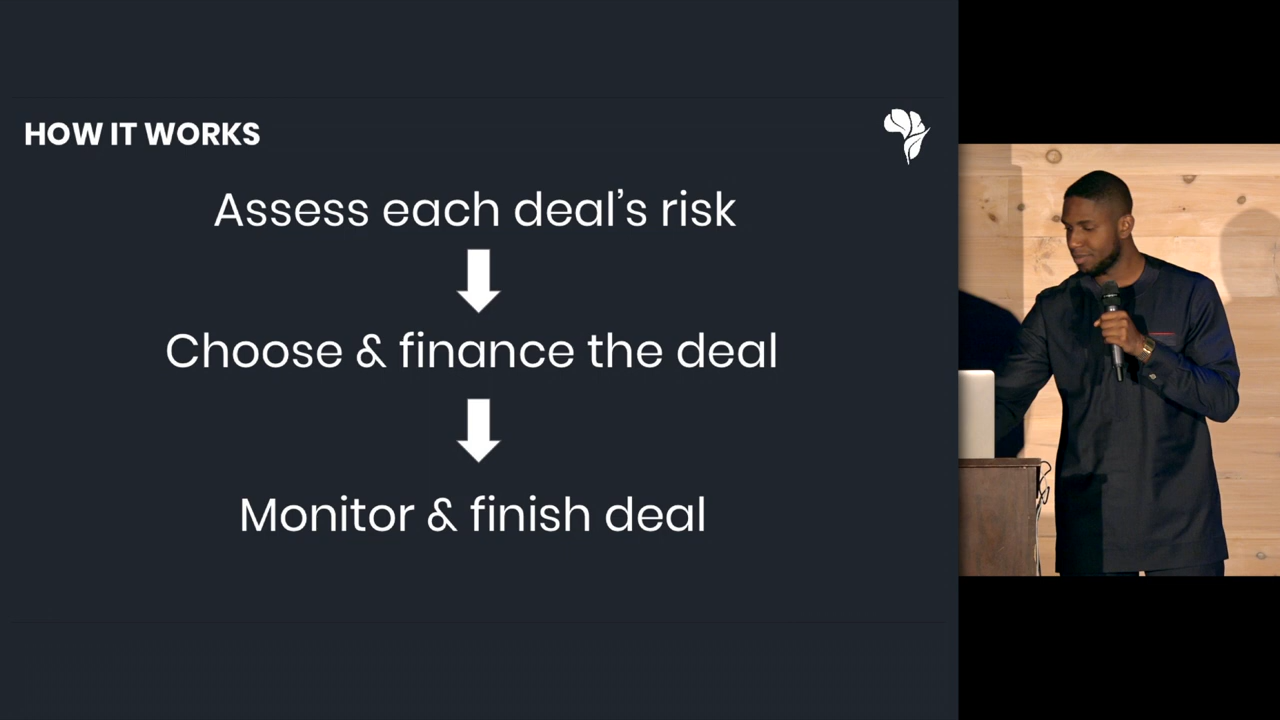 HOW IT WORKS
Assess each deal’s risk
Choose & finance the deal
Monitor & finish deal